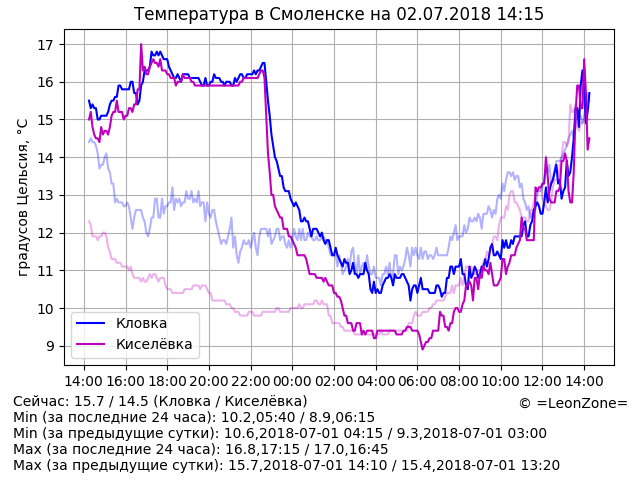 Температура в Смоленске на 02.07.2018 14:15
градусов Цельсия, °C
17
16
15
14
13
12
11
10
9
Кловка
Киселёвка
14:00 16:00 18:00 20:00 22:00 00:00 02:00 04:00 06:00 08:00 10:00 12:00 14:00
Сейчас: 15.7 / 14.5 (Кловка / Киселёвка)
© =LeonZone=
Min (за последние 24 часа): 10.2,05:40 / 8.9,06:15
Min (за предыдущие сутки): 10.6,2018-07-01 04:15 / 9.3,2018-07-01 03:00
Max (за последние 24 часа): 16.8,17:15 / 17.0,16:45
Max (за предыдущие сутки): 15.7,2018-07-01 14:10 / 15.4,2018-07-01 13:20